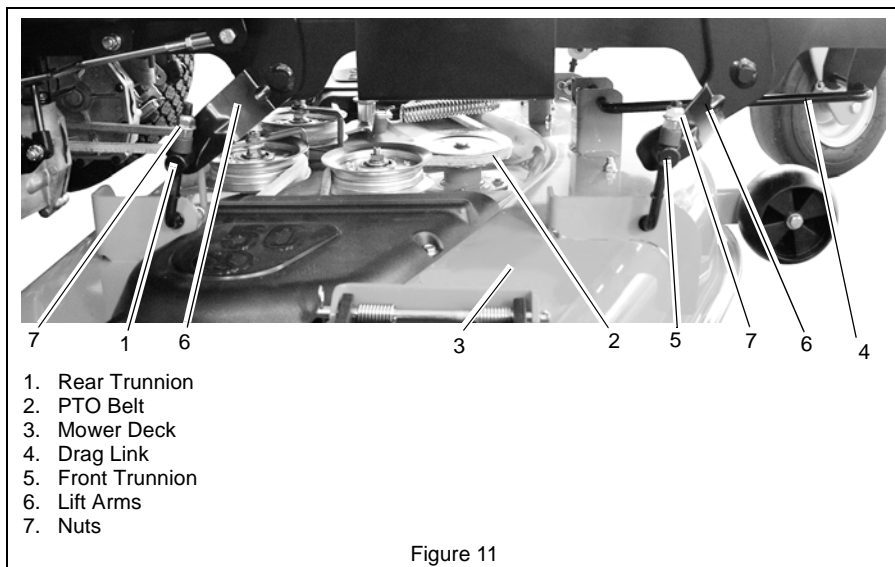 7 1 6 3 2 5 7 6 4
1. Rear Trunnion
2. PTO Belt
3. Mower Deck
4. Drag Link
5. Front Trunnion
6. Lift Arms
7. Nuts
Figure 11